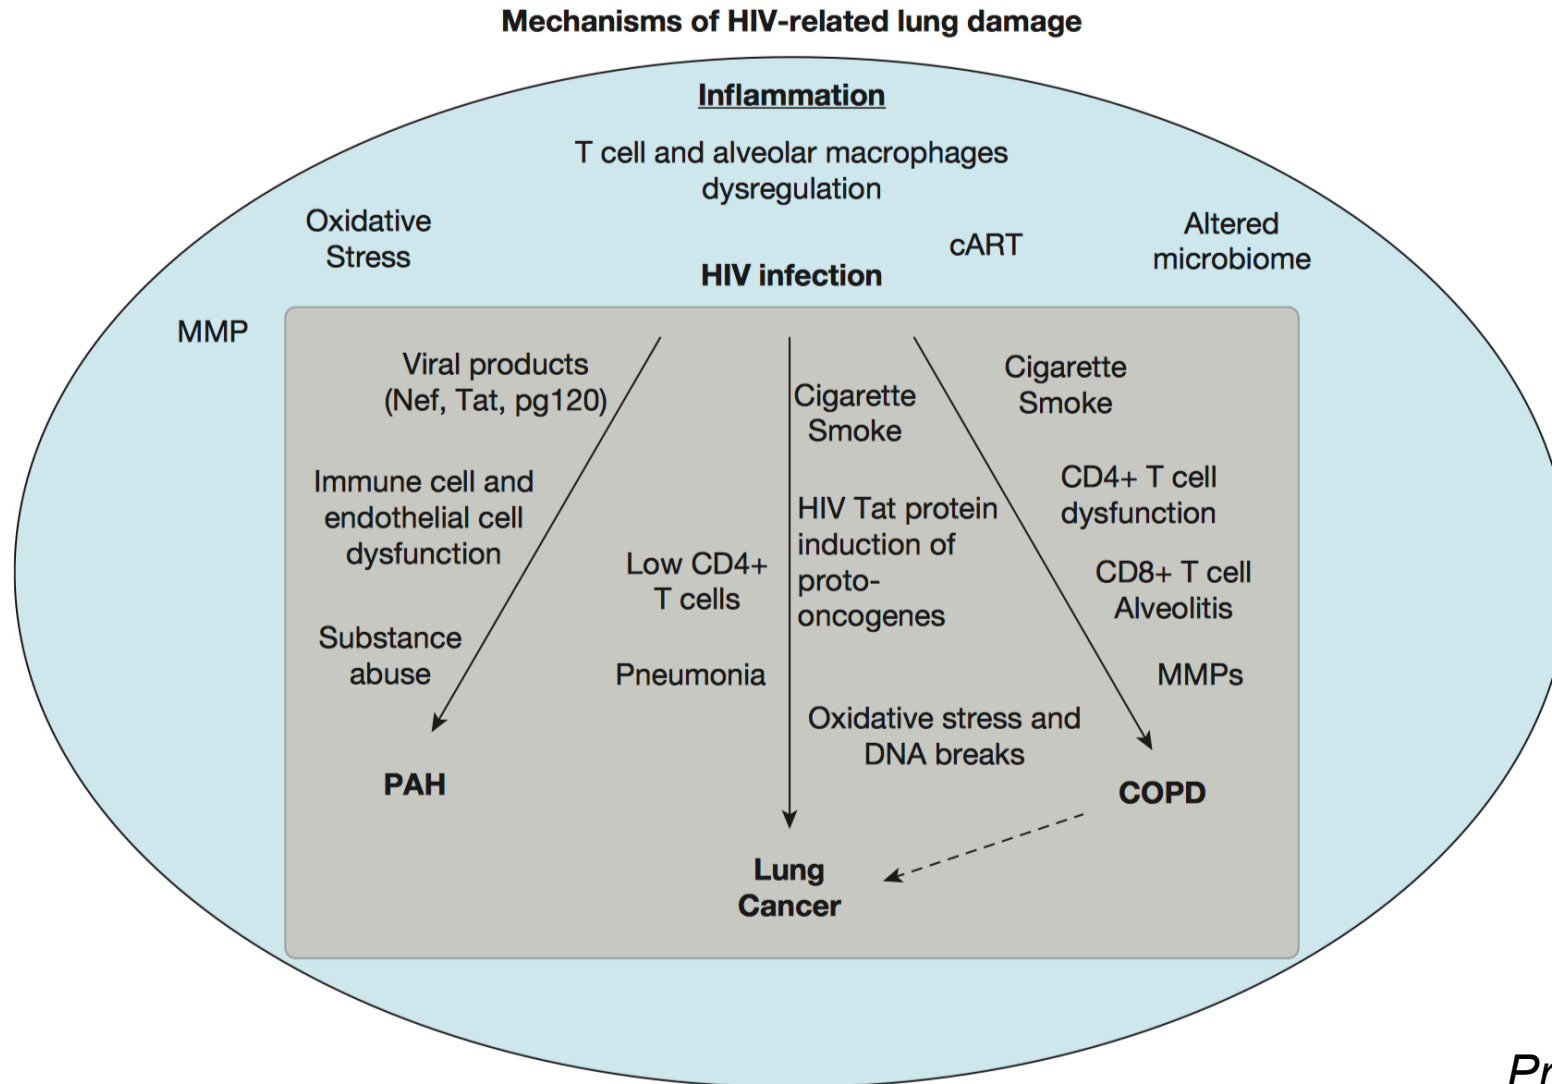 Mechanisms of HIV-related lung damage
Inflammation
T cell and alveolar macrophages
dysregulation
Oxidative
Stress
cART
Altered
microbiome
HIV infection
MMP
Viral products
(Nef, Tat, pg120)
Immune cell and
endothelial cell
dysfunction
Substance
abuse
PAH
Low CD4+
T cells
Pneumonia
Cigarette
Smoke
HIV Tat protein
induction of
proto-
oncogenes
Oxidative stress and
DNA breaks
Lung
Cancer
Cigarette
Smoke
CD4+ T cell
dysfunction
CD8+ T cell
Alveolitis
MMPs
COPD
Pr